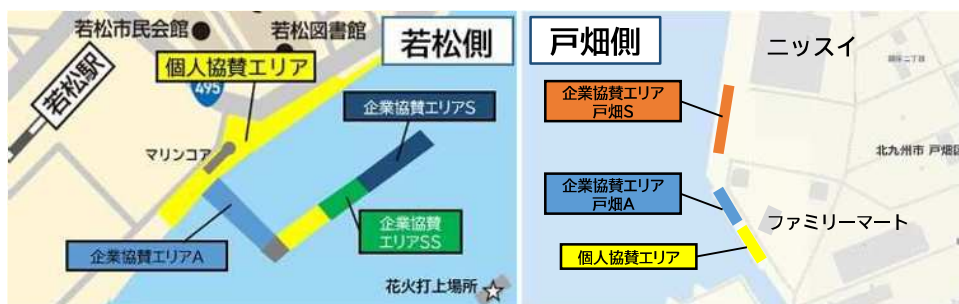 若松市民会館
若松図書館
若松側
個人協賛エリア
若松駅
495
企業協賛エリアS
マリンコア
企業協賛
エリアSS
企業協賛エリアA
花火打上場所
戸畑側
ニッスイ
企業協賛エリア
戸畑S
北九州市 戸畑区
企業協賛エリア
戸畑A
ファミリーマート
個人協賛エリア